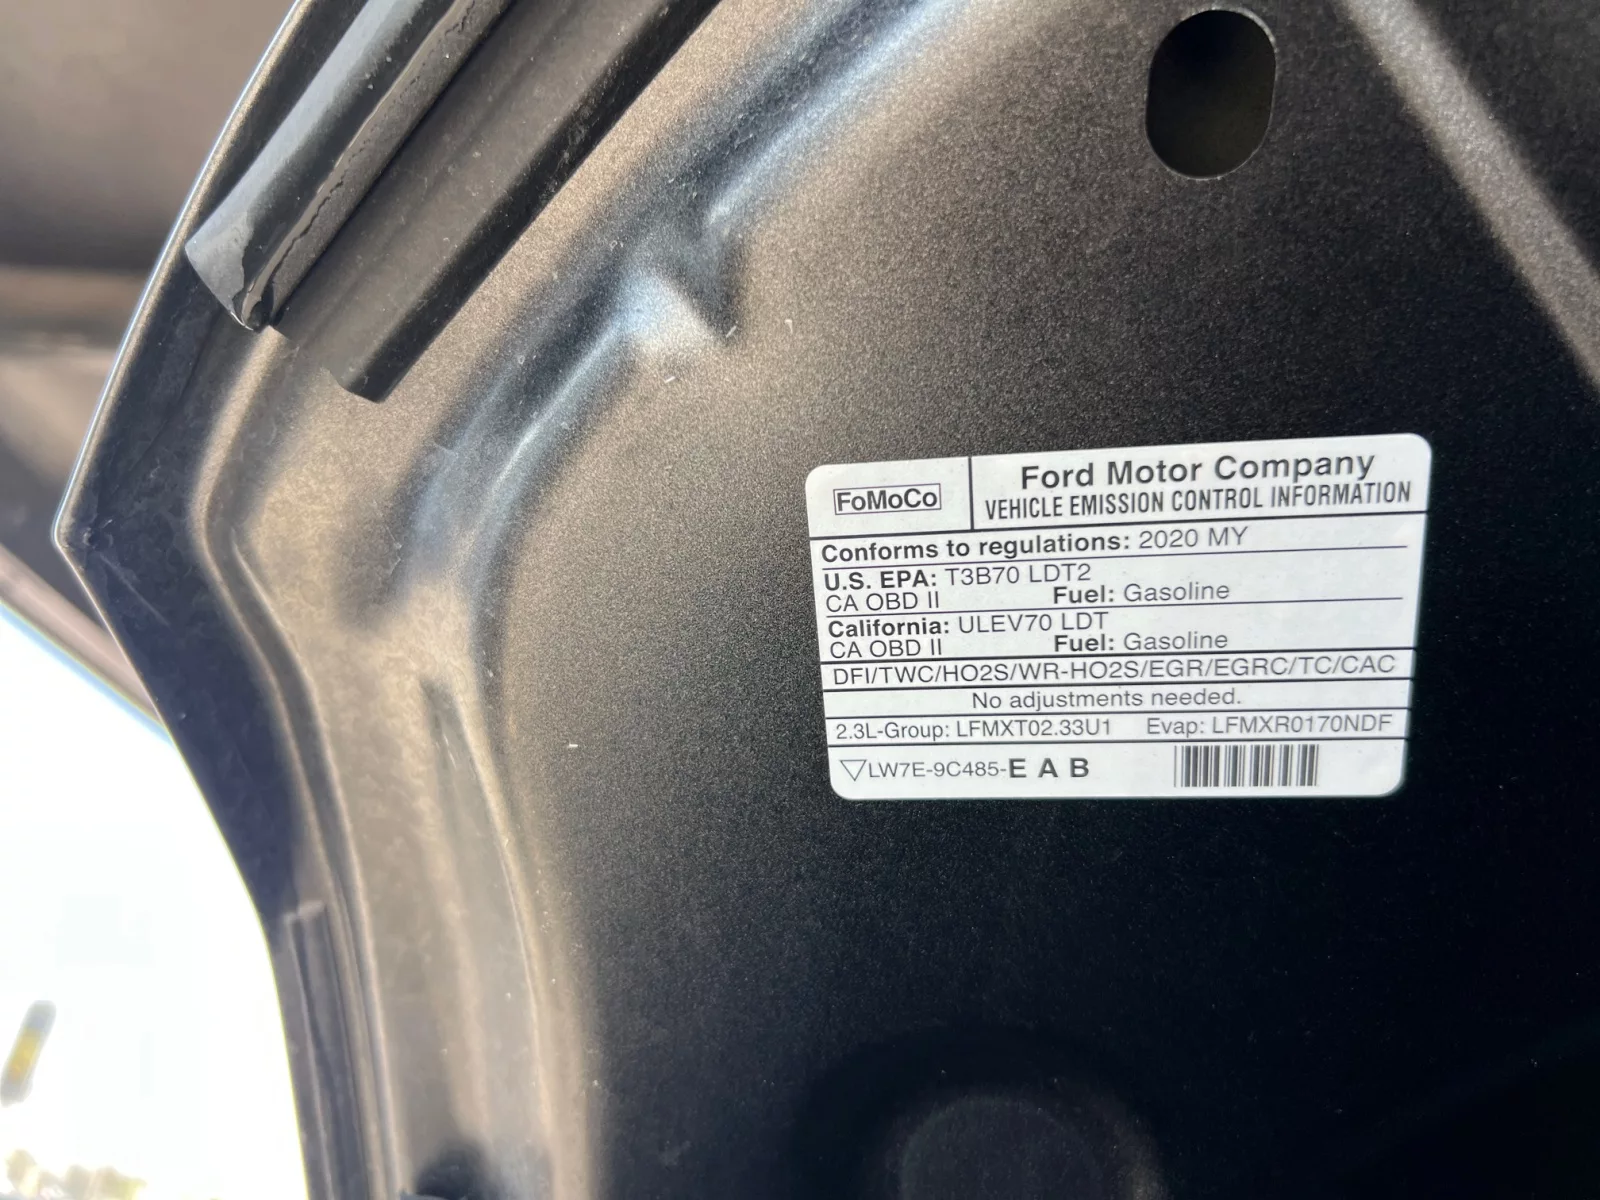 FoMoCo
Ford Motor Company
VEHICLE EMISSION CONTROL INFORMATION
Conforms to regulations: 2020 MY
U.S. EPA: T3B70 LDT2
CA OBD II Fuel: Gasoline
California: ULEV70 LDT
CA OBD II Fuel: Gasoline
DFI/TWC/HO2S/WR-HO2S/EGR/EGRC/TC/CAC
No adjustments needed.
2.3L-Group: LFMXT02.33U1 Evap: LFMXR0170NDF
▽LW7E-9C485-E A B